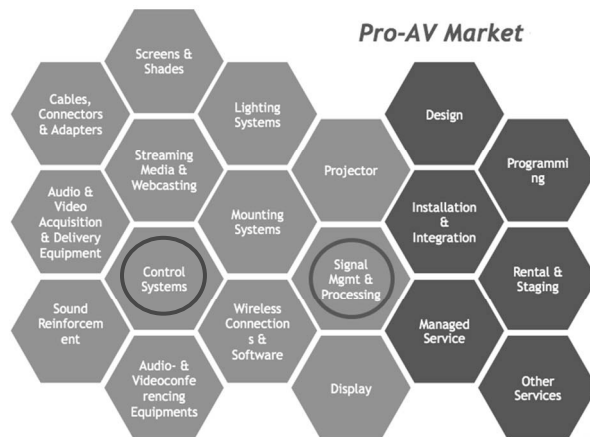 Pro-AV Market
Screens &
Shades
Cables,
Connectors
& Adapters
Lighting
Systems
Design
Streaming
Media &
Webcasting
Projector
Programmi
ng
Audio &
Video
Acquisition
& Delivery
Equipment
Mounting
Systems
Installation
&
Integration
Control
Systems
Signal
Mgmt &
Processing
Rental &
Staging
Sound
Reinforcem
ent
Wireless
Connection
s &
Software
Managed
Service
Audio- &
Videoconfe
rencing
Equipments
Display
Other
Services